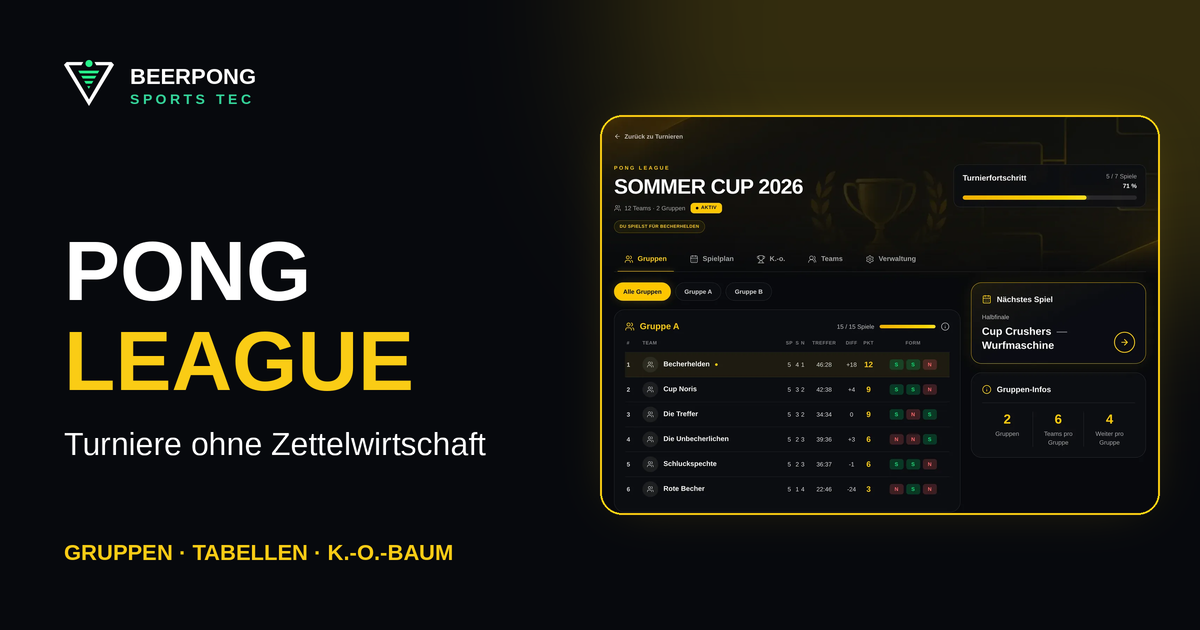 BEERPONG
SPORTS TEC
PONG
LEAGUE
Turniere ohne Zettelwirtschaft
GRUPPEN · TABELLEN · K.-O.-BAUM
← Zurück zu Turnieren
PONG LEAGUE
SOMMER CUP 2026
12 Teams · 2 Gruppen AKTIV
DU SPIELST FÜR BECHERHELDEN
Turnierfortschritt 5 / 7 Spiele
71 %
Gruppen Spielplan K.-o. Teams Verwaltung
Alle Gruppen Gruppe A Gruppe B
Gruppe A 15 / 15 Spiele
# TEAM SP S N TREFFER DIFF PKT FORM
1 Becherhelden 5 4 1 46:28 +18 12 S S N
2 Cup Noris 5 3 2 42:38 +4 9 S S N
3 Die Treffer 5 3 2 34:34 0 9 S N S
4 Die Unbecherlichen 5 2 3 39:36 +3 6 N N S
5 Schluckspechte 5 2 3 36:37 -1 6 S S N
6 Rote Becher 5 1 4 22:46 -24 3 N S N
Nächstes Spiel
Halbfinale
Cup Crushers —
Wurfmaschine
Gruppen-Infos
2 6 4
Gruppen Teams pro Weiter pro
Gruppe Gruppe